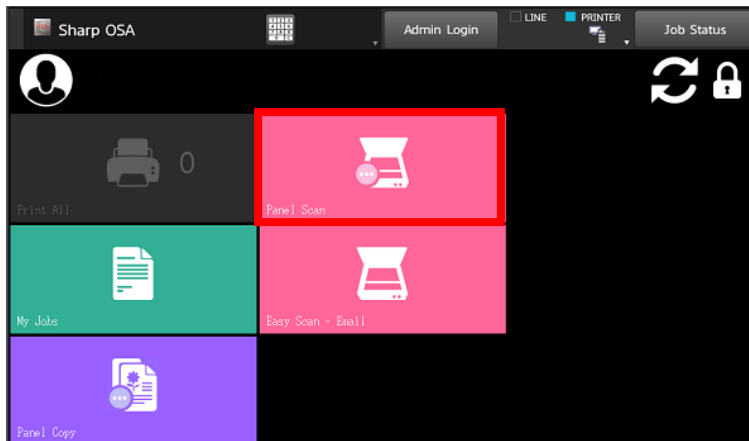 Sharp OSA
Admin Login
LINE
PRINTER
Job Status
0
Print All
Panel Scan
My Jobs
Easy Scan - Email
Panel Copy